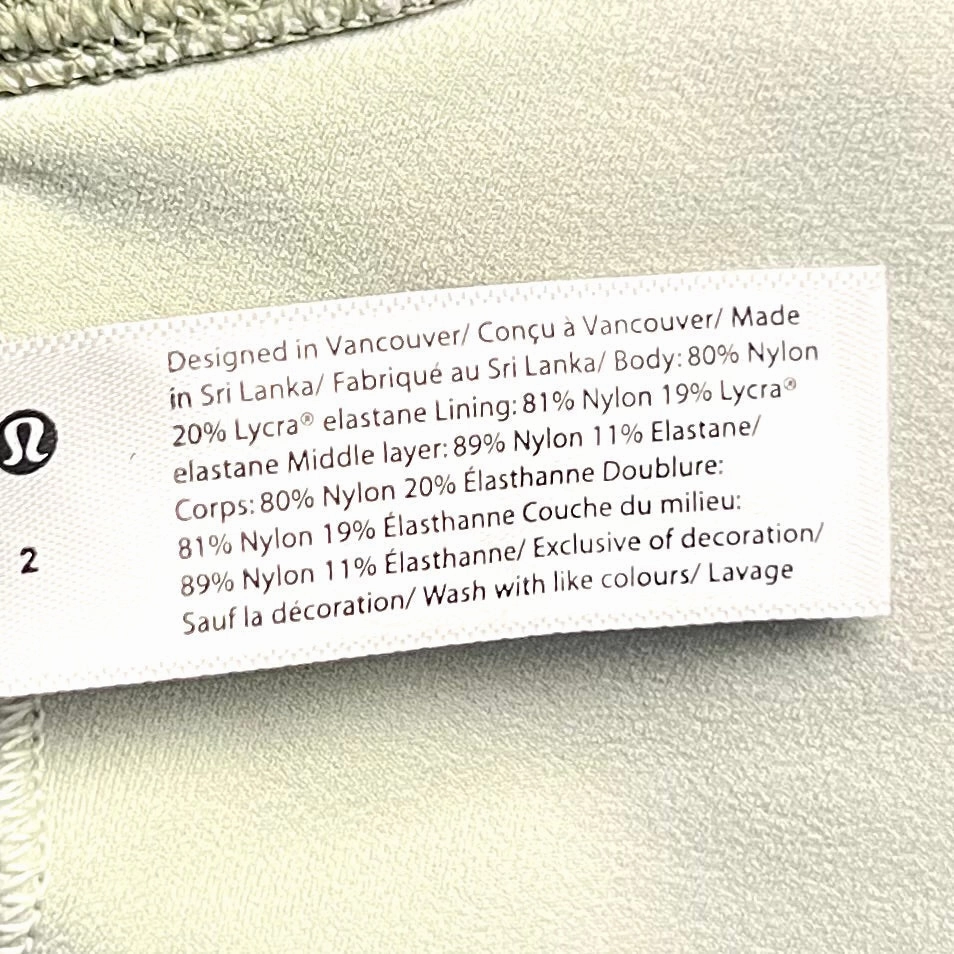 Designed in Vancouver/ Conçu à Vancouver/ Made
in Sri Lanka/ Fabriqué au Sri Lanka/ Body: 80% Nylon
20% Lycra® elastane Lining: 81% Nylon 19% Lycra®
elastane Middle layer: 89% Nylon 11% Elastane/
Corps: 80% Nylon 20% Élasthanne Doublure:
81% Nylon 19% Élasthanne Couche du milieu:
89% Nylon 11% Élasthanne/ Exclusive of decoration/
Sauf la décoration/ Wash with like colours/ Lavage
2